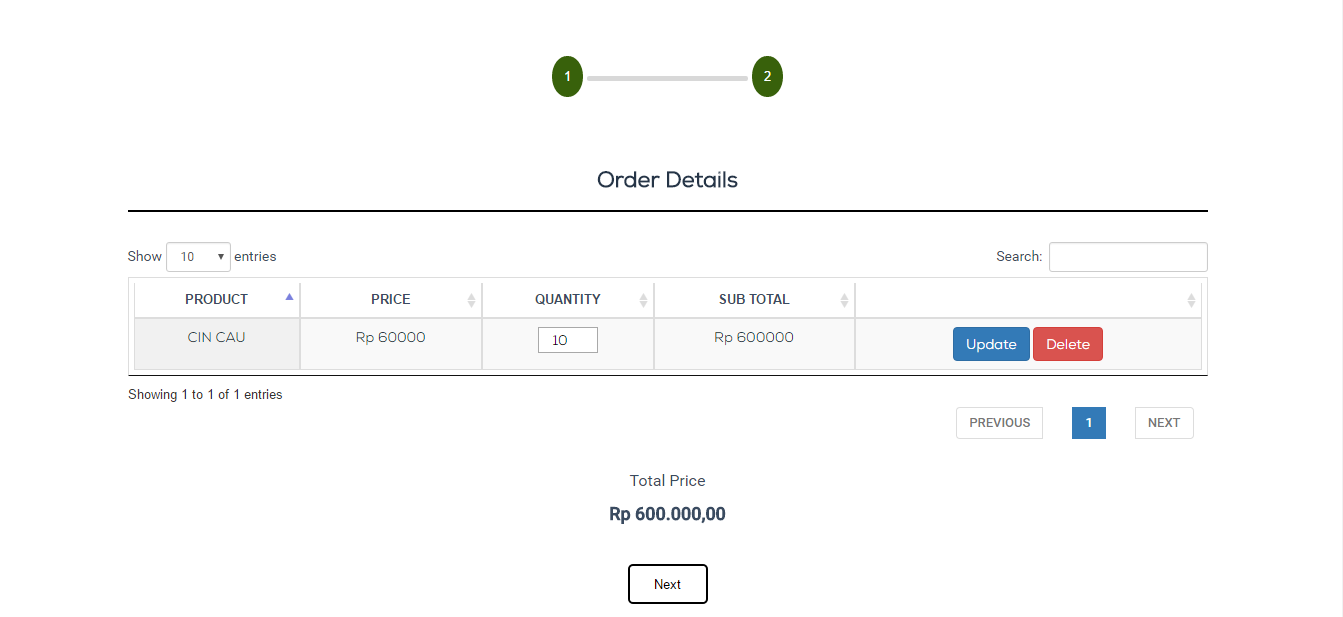 1 2
Order Details
Show 10 entries Search:
PRODUCT PRICE QUANTITY SUB TOTAL
CIN CAU Rp 60000 10 Rp 600000 Update Delete
Showing 1 to 1 of 1 entries
PREVIOUS 1 NEXT
Total Price
Rp 600.000,00
Next